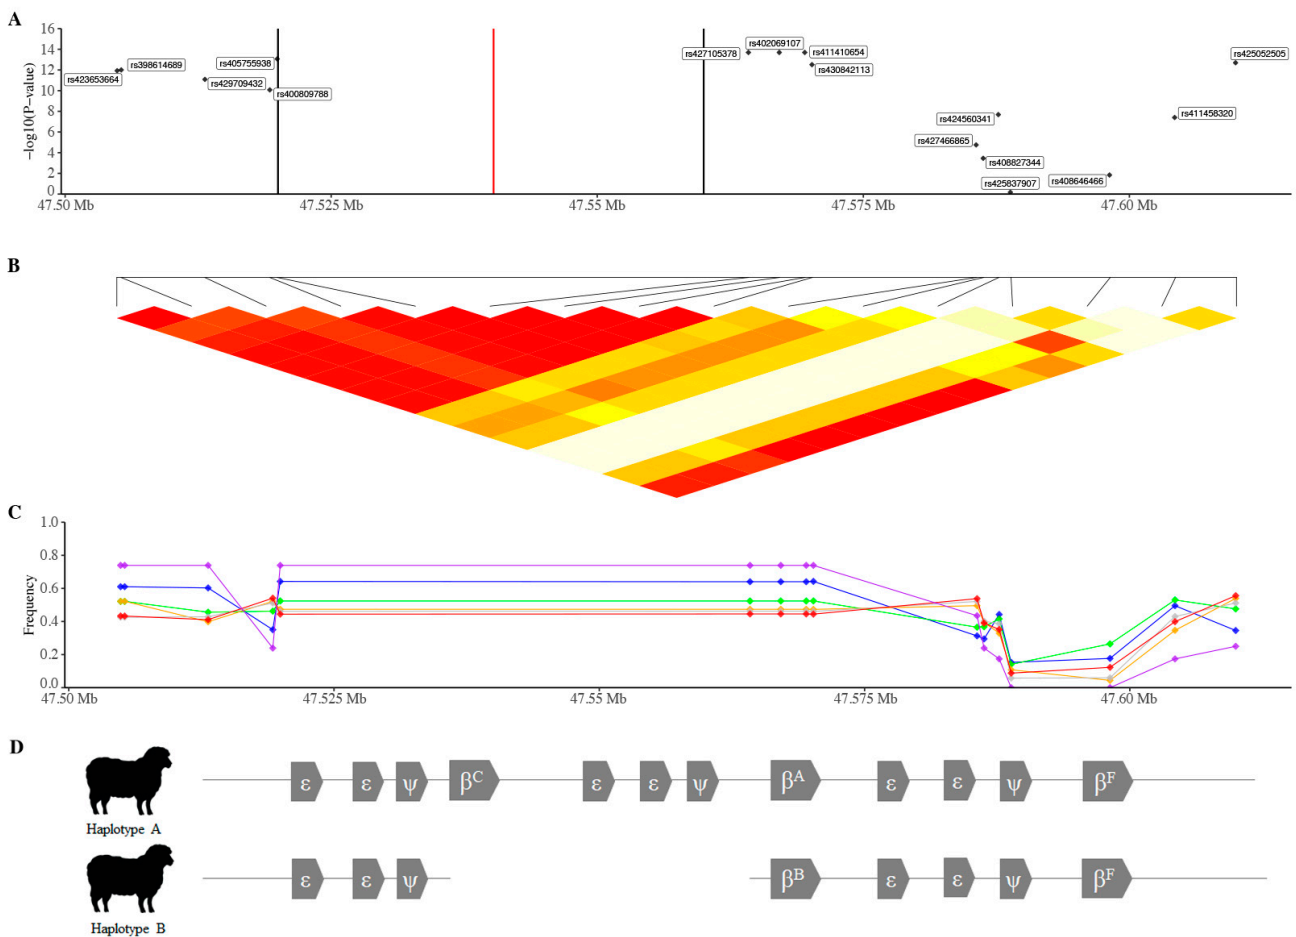 A
16
14
12
10
8
6
4
2
0
−log10(P−value)
rs423653664
rs398614689
rs405755938
rs429709432
rs400809788
rs427105378
rs402069107
rs411410654
rs430842113
rs424560341
rs427466865
rs408827344
rs425837907
rs408646466
rs411458320
rs425052505
47.50 Mb 47.525 Mb 47.55 Mb 47.575 Mb 47.60 Mb
B
C
1.0
0.8
0.6
0.4
0.2
0.0
Frequency
47.50 Mb 47.525 Mb 47.55 Mb 47.575 Mb 47.60 Mb
D
ε ε ψ βC ε ε ψ βA ε ε ψ βF
Haplotype A
ε ε ψ βB ε ε ψ βF
Haplotype B